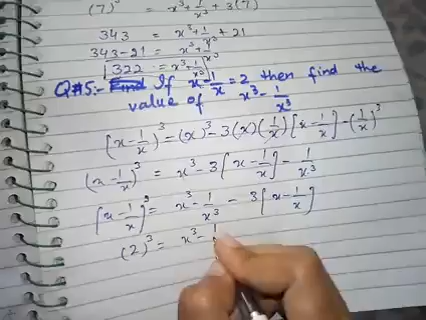 (7)³ = x³+1/x³+3(7)
343 = x³+1/x³+21
343-21 = x³+1/x³
322 = x³+1/x³
Q#5:- If x-1/x=2 then find the
value of x³-1/x³
[x-1/x]³=(x)³-3(x)(1/x)[x-1/x]-(1/x)³
(x-1/x)³ = x³-3[x-1/x]-1/x³
[x-1/x]³= x³-1/x³ -3[x-1/x]
(2)³ = x³-1